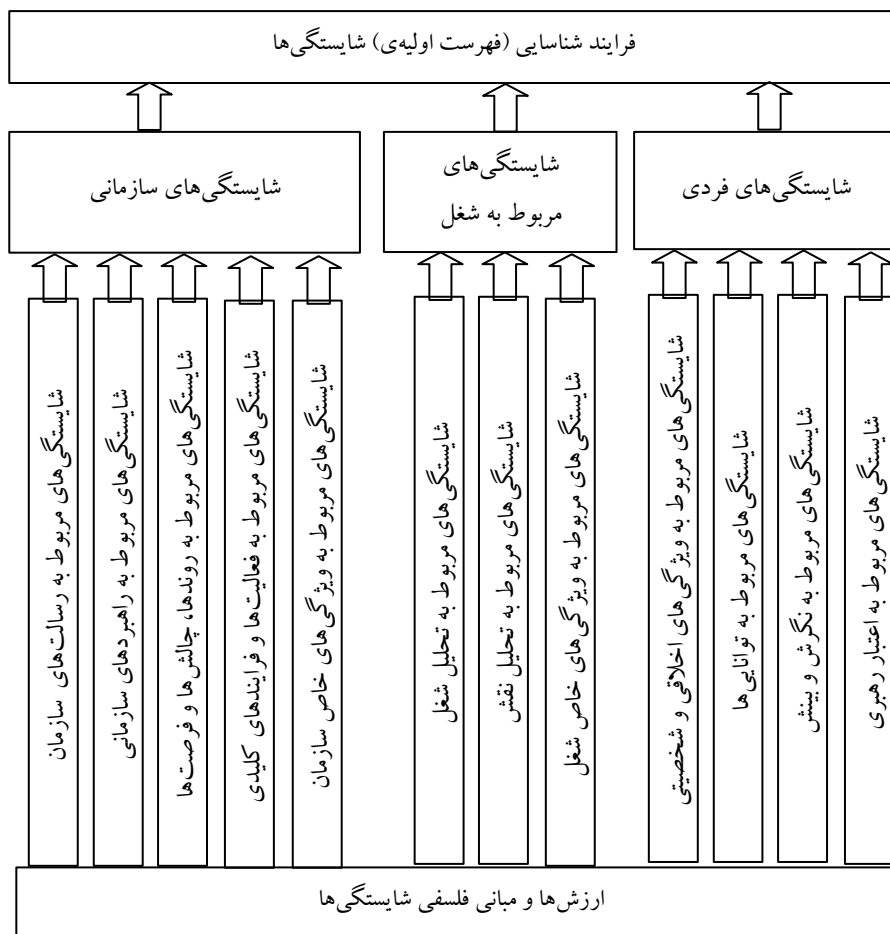 فرایند شناسایی (فهرست اولیه‌ی) شایستگی‌ها
شایستگی‌های فردی
شایستگی‌های
مربوط به شغل
شایستگی‌های سازمانی
شایستگی‌های مربوط به اعتبار رهبری
شایستگی‌های مربوط به نگرش و بینش
شایستگی‌های مربوط به توانایی‌ها
شایستگی‌های مربوط به ویژگی‌های اخلاقی و شخصیتی
شایستگی‌های مربوط به ویژگی‌های خاص شغل
شایستگی‌های مربوط به تحلیل نقش
شایستگی‌های مربوط به تحلیل شغل
شایستگی‌های مربوط به ویژگی‌های خاص سازمان
شایستگی‌های مربوط به فعالیت‌ها و فرایندهای کلیدی
شایستگی‌های مربوط به روندها، چالش‌ها و فرصت‌ها
شایستگی‌های مربوط به راهبردهای سازمانی
شایستگی‌های مربوط به رسالت‌های سازمان
ارزش‌ها و مبانی فلسفی شایستگی‌ها